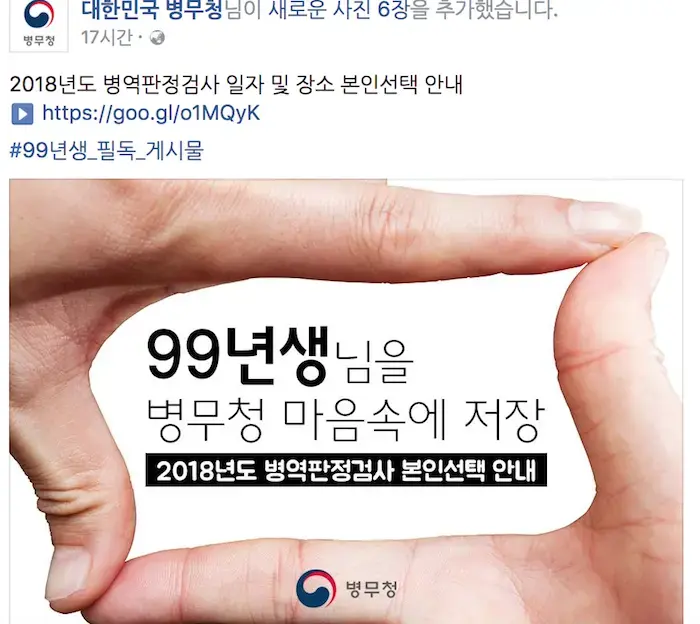 대한민국 병무청님이 새로운 사진 6장을 추가했습니다.
병무청
17시간 ·
2018년도 병역판정검사 일자 및 장소 본인선택 안내
https://goo.gl/o1MQyK
#99년생_필독_게시물
99년생님을
병무청 마음속에 저장
2018년도 병역판정검사 본인선택 안내
병무청